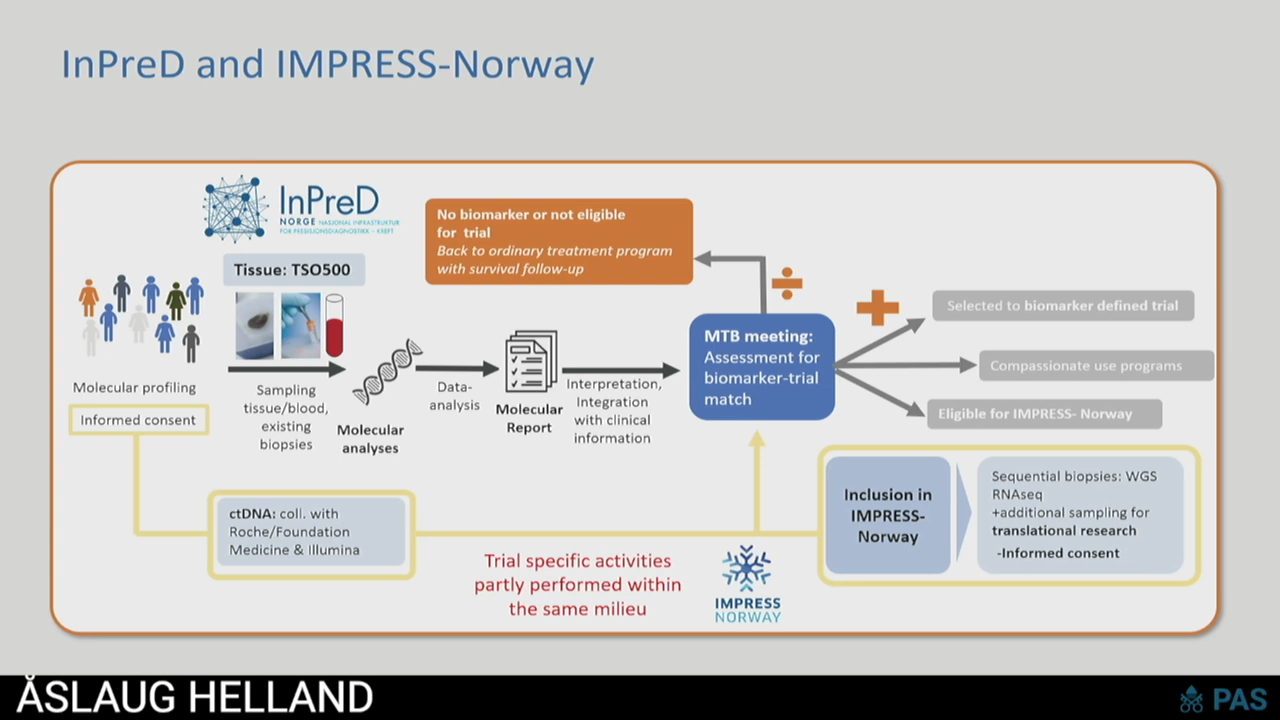 InPreD and IMPRESS-Norway
InPreD
NORGE NASJONAL INFRASTRUKTUR
FOR PRESISJONSDIAGNOSTIKK – KREFT
Tissue: TSO500
No biomarker or not eligible
for trial
Back to ordinary treatment program
with survival follow-up
Molecular profiling
Informed consent
Sampling
tissue/blood,
existing
biopsies
Molecular
analyses
Data-
analysis
Molecular
Report
Interpretation,
Integration
with clinical
information
MTB meeting:
Assessment for
biomarker-trial
match
Selected to biomarker defined trial
Compassionate use programs
Eligible for IMPRESS- Norway
ctDNA: coll. with
Roche/Foundation
Medicine & Illumina
Trial specific activities
partly performed within
the same milieu
IMPRESS
NORWAY
Inclusion in
IMPRESS-
Norway
Sequential biopsies: WGS
RNAseq
+additional sampling for
translational research
-Informed consent
ÅSLAUG HELLAND
PAS